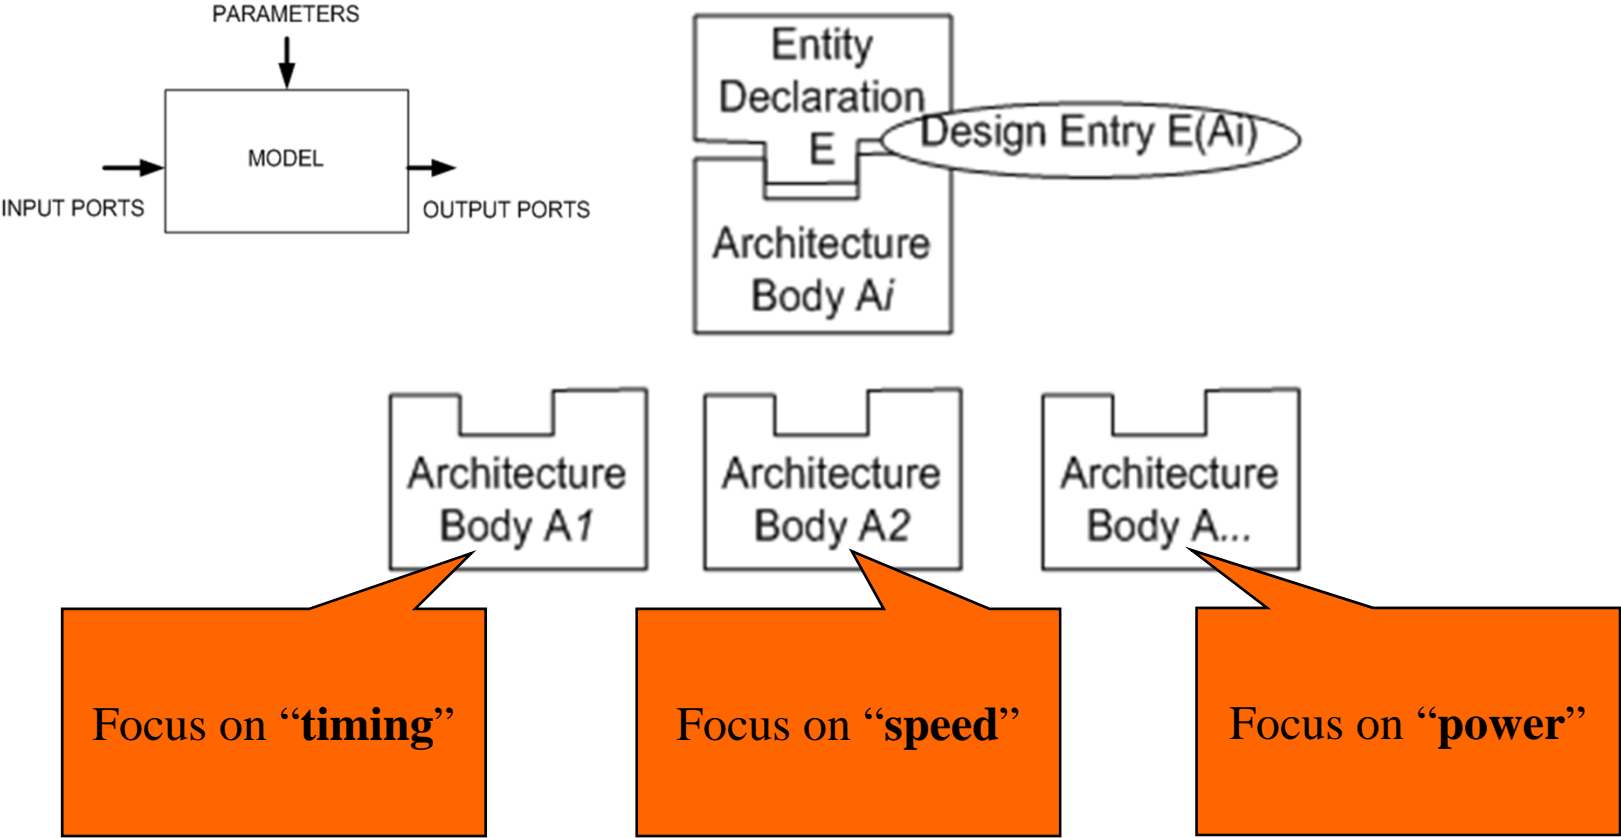 PARAMETERS
MODEL
INPUT PORTS
OUTPUT PORTS
Entity
Declaration
E
Design Entry E(Ai)
Architecture
Body Ai
Architecture
Body A1
Architecture
Body A2
Architecture
Body A...
Focus on “timing”
Focus on “speed”
Focus on “power”